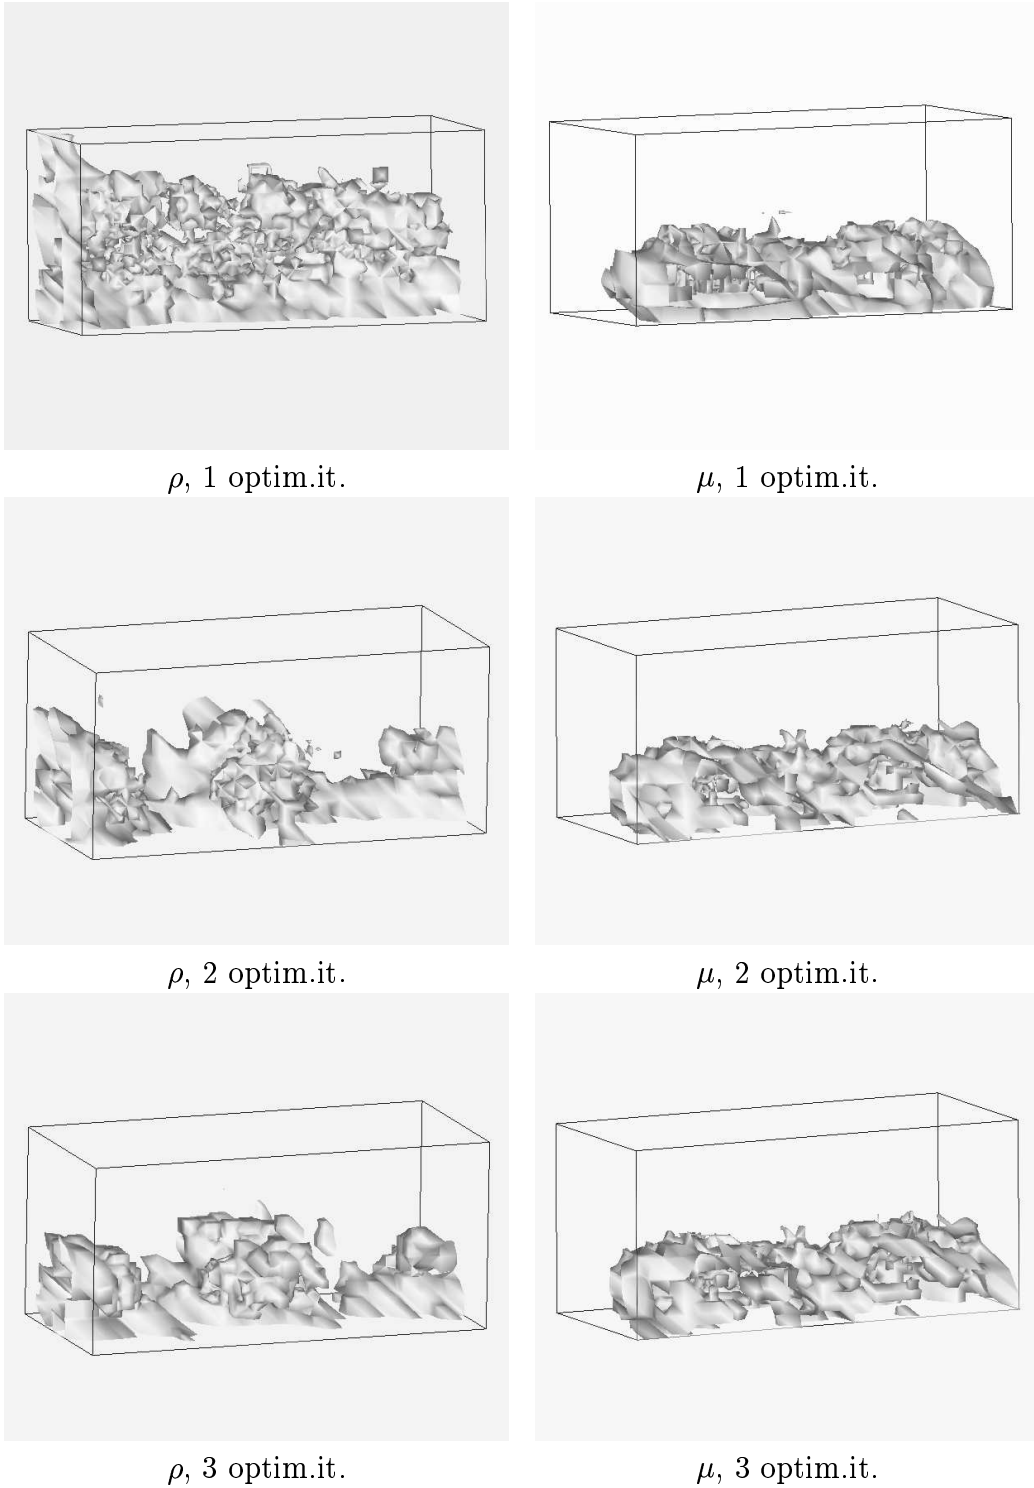 ρ, 1 optim.it.
μ, 1 optim.it.
ρ, 2 optim.it.
μ, 2 optim.it.
ρ, 3 optim.it.
μ, 3 optim.it.